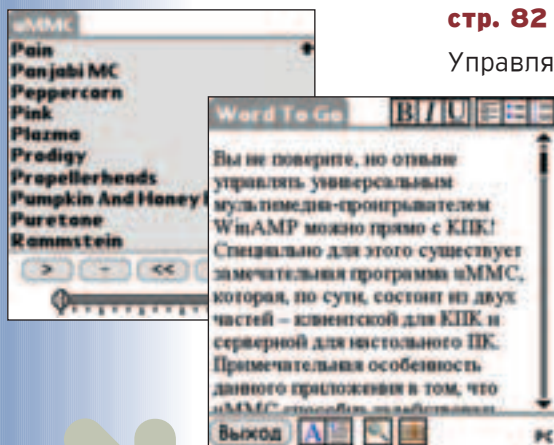 стр. 82
Управля
uMMC
Pain
Panjabi MC
Peppercorn
Pink
Plazma
Prodigy
Propellerheads
Pumpkin And Honey
Puretone
Rammstein
> - <<
Word To Go
B I U
Вы не поверите, но отныне
управлять универсальным
мультимедиа-проигрывателем
WinAMP можно прямо с КПК!
Специально для этого существует
замечательная программа uMMC,
которая, по сути, состоит из двух
частей – клиентской для КПК и
серверной для настольного ПК.
Примечательная особенность
данного приложения в том, что
uMMC способна
Выход A